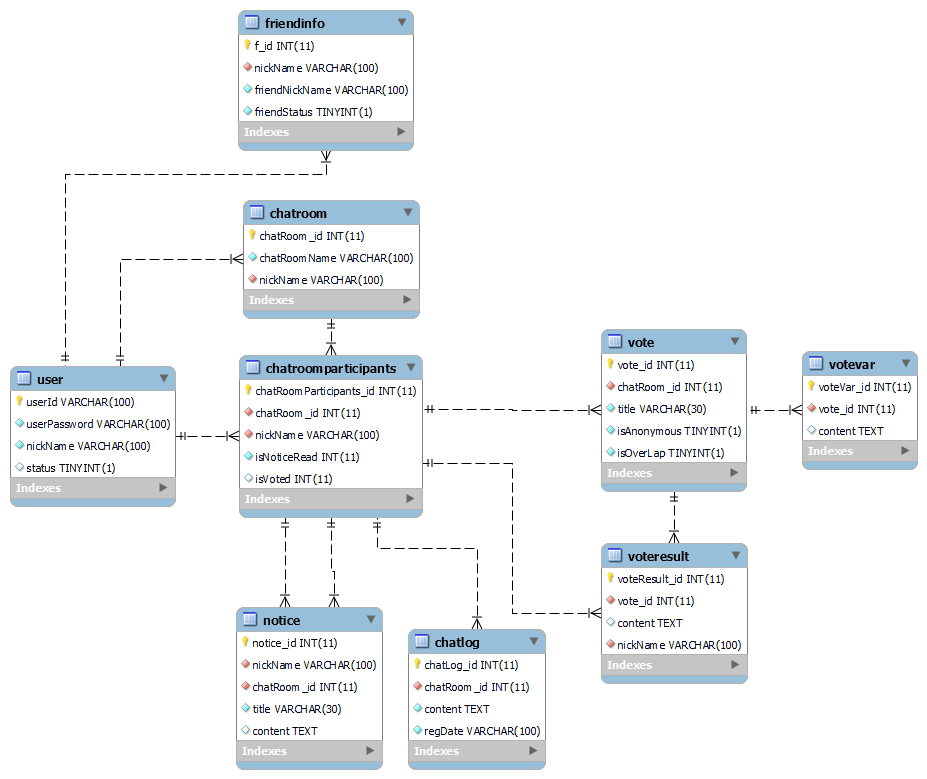 friendinfo
f_id INT(11)
nickName VARCHAR(100)
friendNickName VARCHAR(100)
friendStatus TINYINT(1)
Indexes
chatroom
chatRoom_id INT(11)
chatRoomName VARCHAR(100)
nickName VARCHAR(100)
Indexes
user
userId VARCHAR(100)
userPassword VARCHAR(100)
nickName VARCHAR(100)
status TINYINT(1)
Indexes
chatroomparticipants
chatRoomParticipants_id INT(11)
chatRoom_id INT(11)
nickName VARCHAR(100)
isNoticeRead INT(11)
isVoted INT(11)
Indexes
vote
vote_id INT(11)
chatRoom_id INT(11)
title VARCHAR(30)
isAnonymous TINYINT(1)
isOverLap TINYINT(1)
Indexes
votevar
voteVar_id INT(11)
vote_id INT(11)
content TEXT
Indexes
voteresult
voteResult_id INT(11)
vote_id INT(11)
content TEXT
nickName VARCHAR(100)
Indexes
notice
notice_id INT(11)
nickName VARCHAR(100)
chatRoom_id INT(11)
title VARCHAR(30)
content TEXT
Indexes
chatlog
chatLog_id INT(11)
chatRoom_id INT(11)
content TEXT
regDate VARCHAR(100)
Indexes